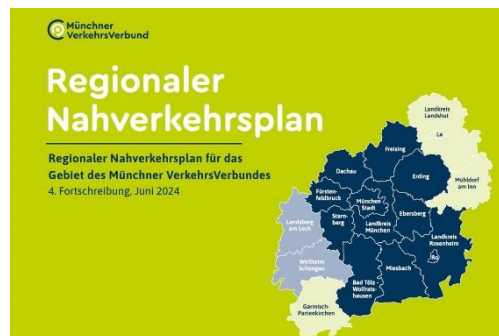 Münchner
VerkehrsVerbund
Regionaler
Nahverkehrsplan
Regionaler Nahverkehrsplan für das
Gebiet des Münchner VerkehrsVerbundes
4. Fortschreibung, Juni 2024
Landkreis
Landshut
La
Mühldorf
am Inn
Freising
Erding
Dachau
Fürsten-
feldbruck
München
Stadt
Starn-
berg
Landkreis
München
Ebersberg
Landsberg
am Lech
Landkreis
Rosenheim
Ro
Weilheim
Schongau
Miesbach
Bad Tölz
Wolfrats-
hausen
Garmisch-
Partenkirchen